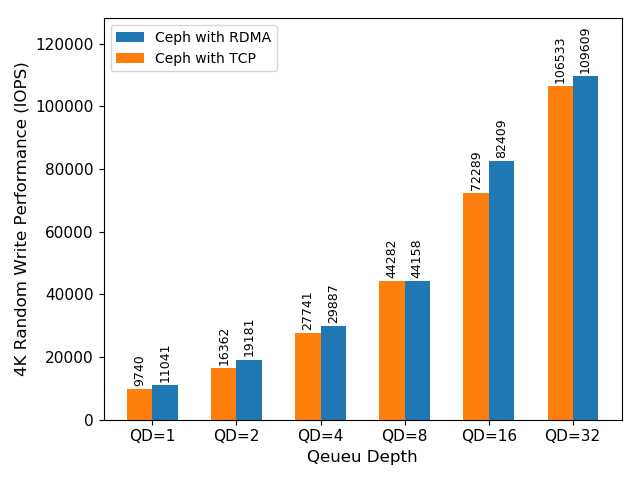 Ceph with RDMA
Ceph with TCP
4K Random Write Performance (IOPS)
120000
100000
80000
60000
40000
20000
0
9740
11041
16362
19181
27741
29887
44282
44158
72289
82409
106533
109609
QD=1
QD=2
QD=4
QD=8
QD=16
QD=32
Qeueu Depth